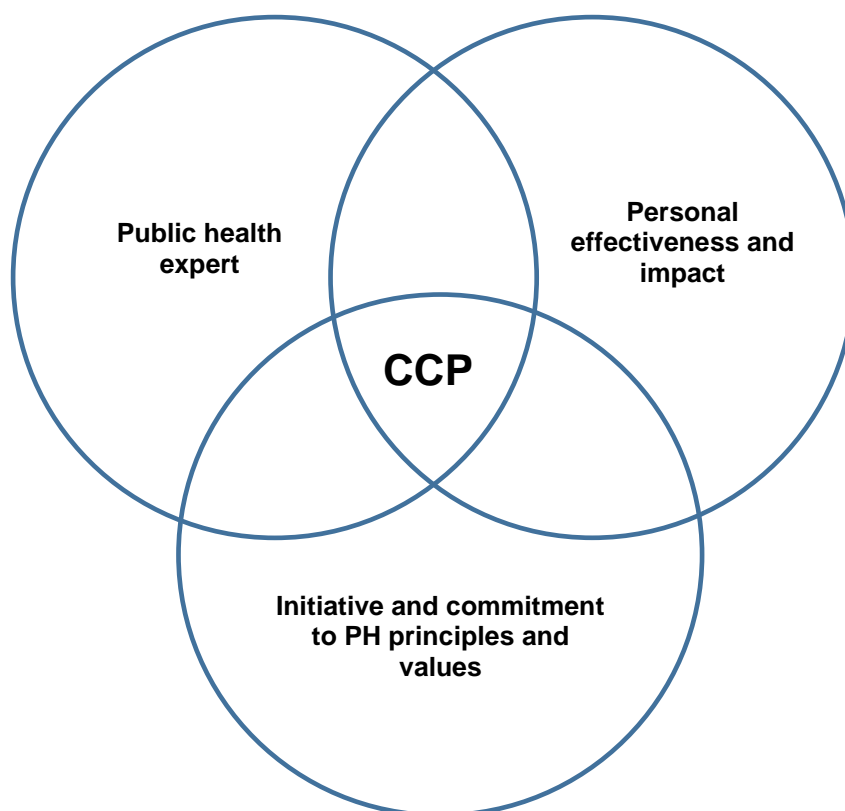 Public health
expert
Personal
effectiveness and
impact
CCP
Initiative and commitment
to PH principles and
values